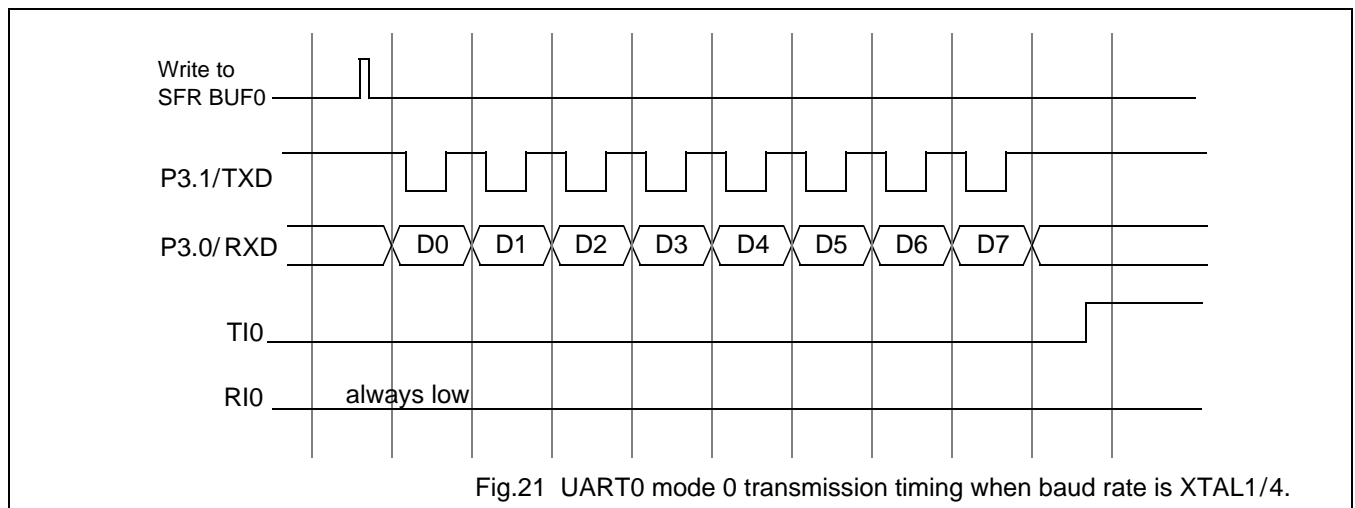 Write to
SFR BUF0
P3.1/TXD
P3.0/RXD D0 D1 D2 D3 D4 D5 D6 D7
TI0
RI0 always low
Fig.21 UART0 mode 0 transmission timing when baud rate is XTAL1/4.